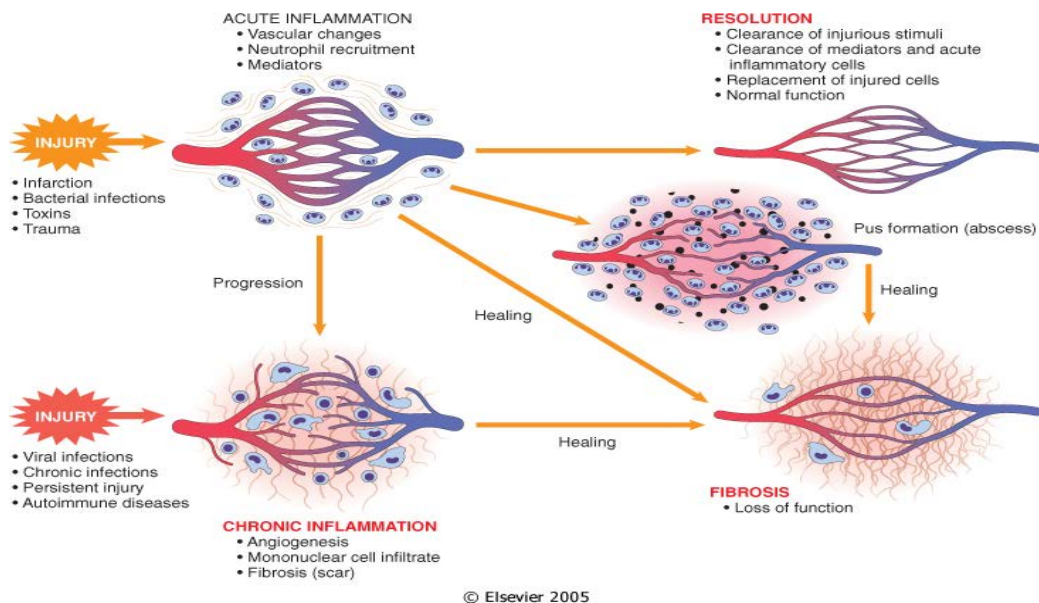 ACUTE INFLAMMATION
• Vascular changes
• Neutrophil recruitment
• Mediators
RESOLUTION
• Clearance of injurious stimuli
• Clearance of mediators and acute
inflammatory cells
• Replacement of injured cells
• Normal function
INJURY
• Infarction
• Bacterial infections
• Toxins
• Trauma
Pus formation (abscess)
Progression
Healing
Healing
INJURY
• Viral infections
• Chronic infections
• Persistent injury
• Autoimmune diseases
Healing
CHRONIC INFLAMMATION
• Angiogenesis
• Mononuclear cell infiltrate
• Fibrosis (scar)
FIBROSIS
• Loss of function
© Elsevier 2005